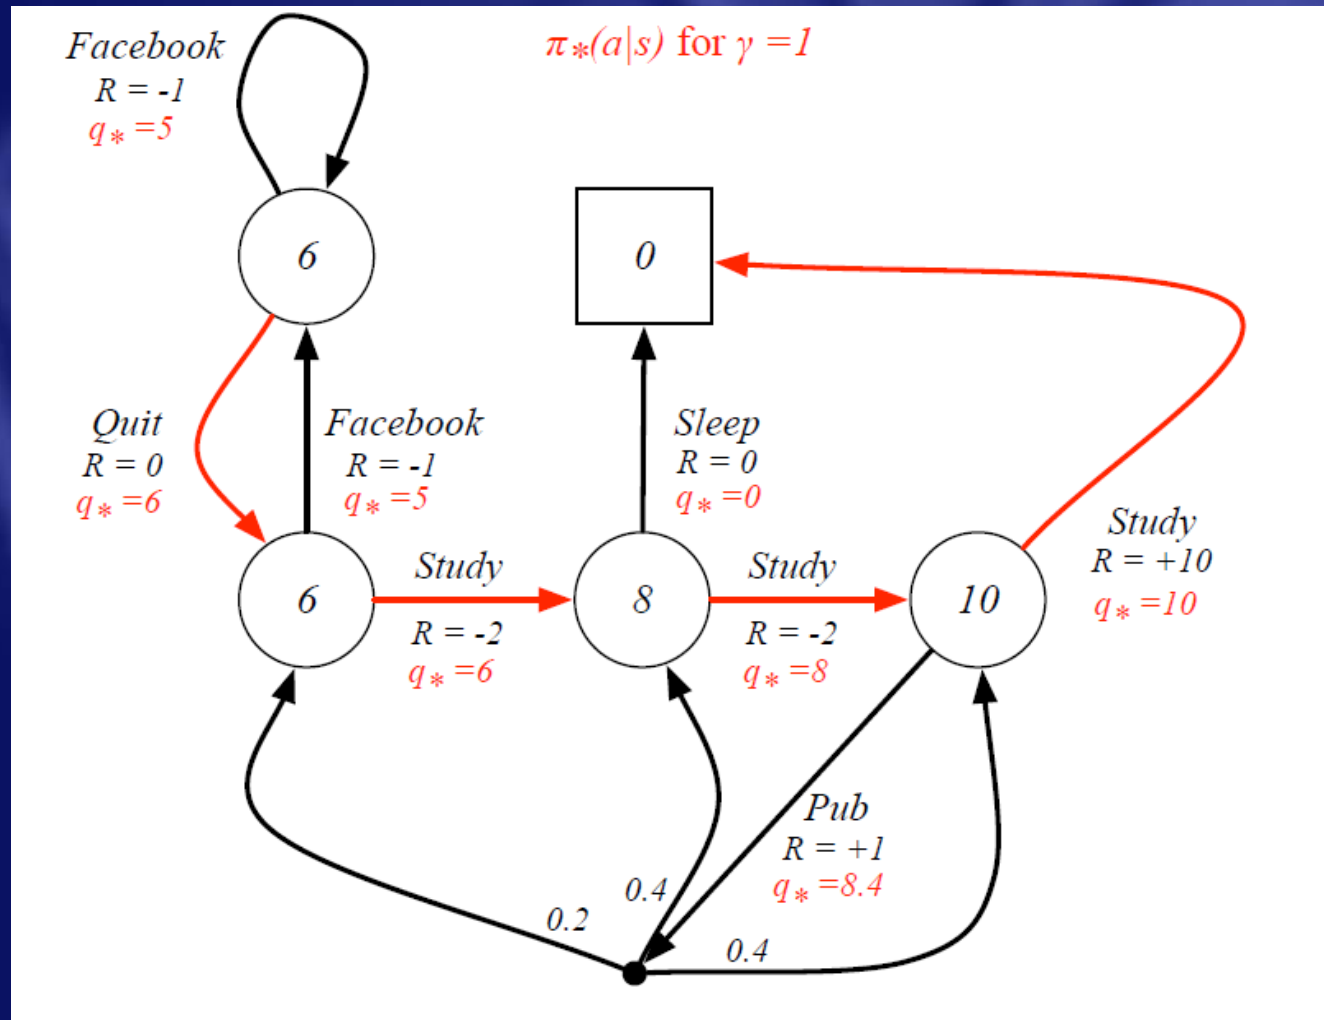 π*(a|s) for γ =1
Facebook
R = -1
q* =5
6
0
Quit
R = 0
q* =6
Facebook
R = -1
q* =5
Sleep
R = 0
q* =0
Study
R = +10
q* =10
6
Study
R = -2
q* =6
8
Study
R = -2
q* =8
10
Pub
R = +1
q* =8.4
0.2
0.4
0.4